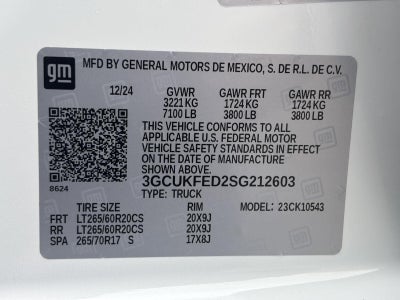 gm MFD BY GENERAL MOTORS DE MEXICO, S. DE R.L. DE C.V.
12/24 GVWR GAWR FRT GAWR RR
3221 KG 1724 KG 1724 KG
7100 LB 3800 LB 3800 LB
THIS VEHICLE CONFORMS TO ALL
APPLICABLE U.S. FEDERAL MOTOR
VEHICLE SAFETY STANDARDS IN EFFECT
ON THE DATE OF MANUFACTURE
SHOWN ABOVE.
3GCUKFED2SG212603
8624 TYPE: TRUCK MODEL: 23CK10543
TIRE SIZE RIM
FRT LT265/60R20CS 20X9J
RR LT265/60R20CS 20X9J
SPA 265/70R17 S 17X8J